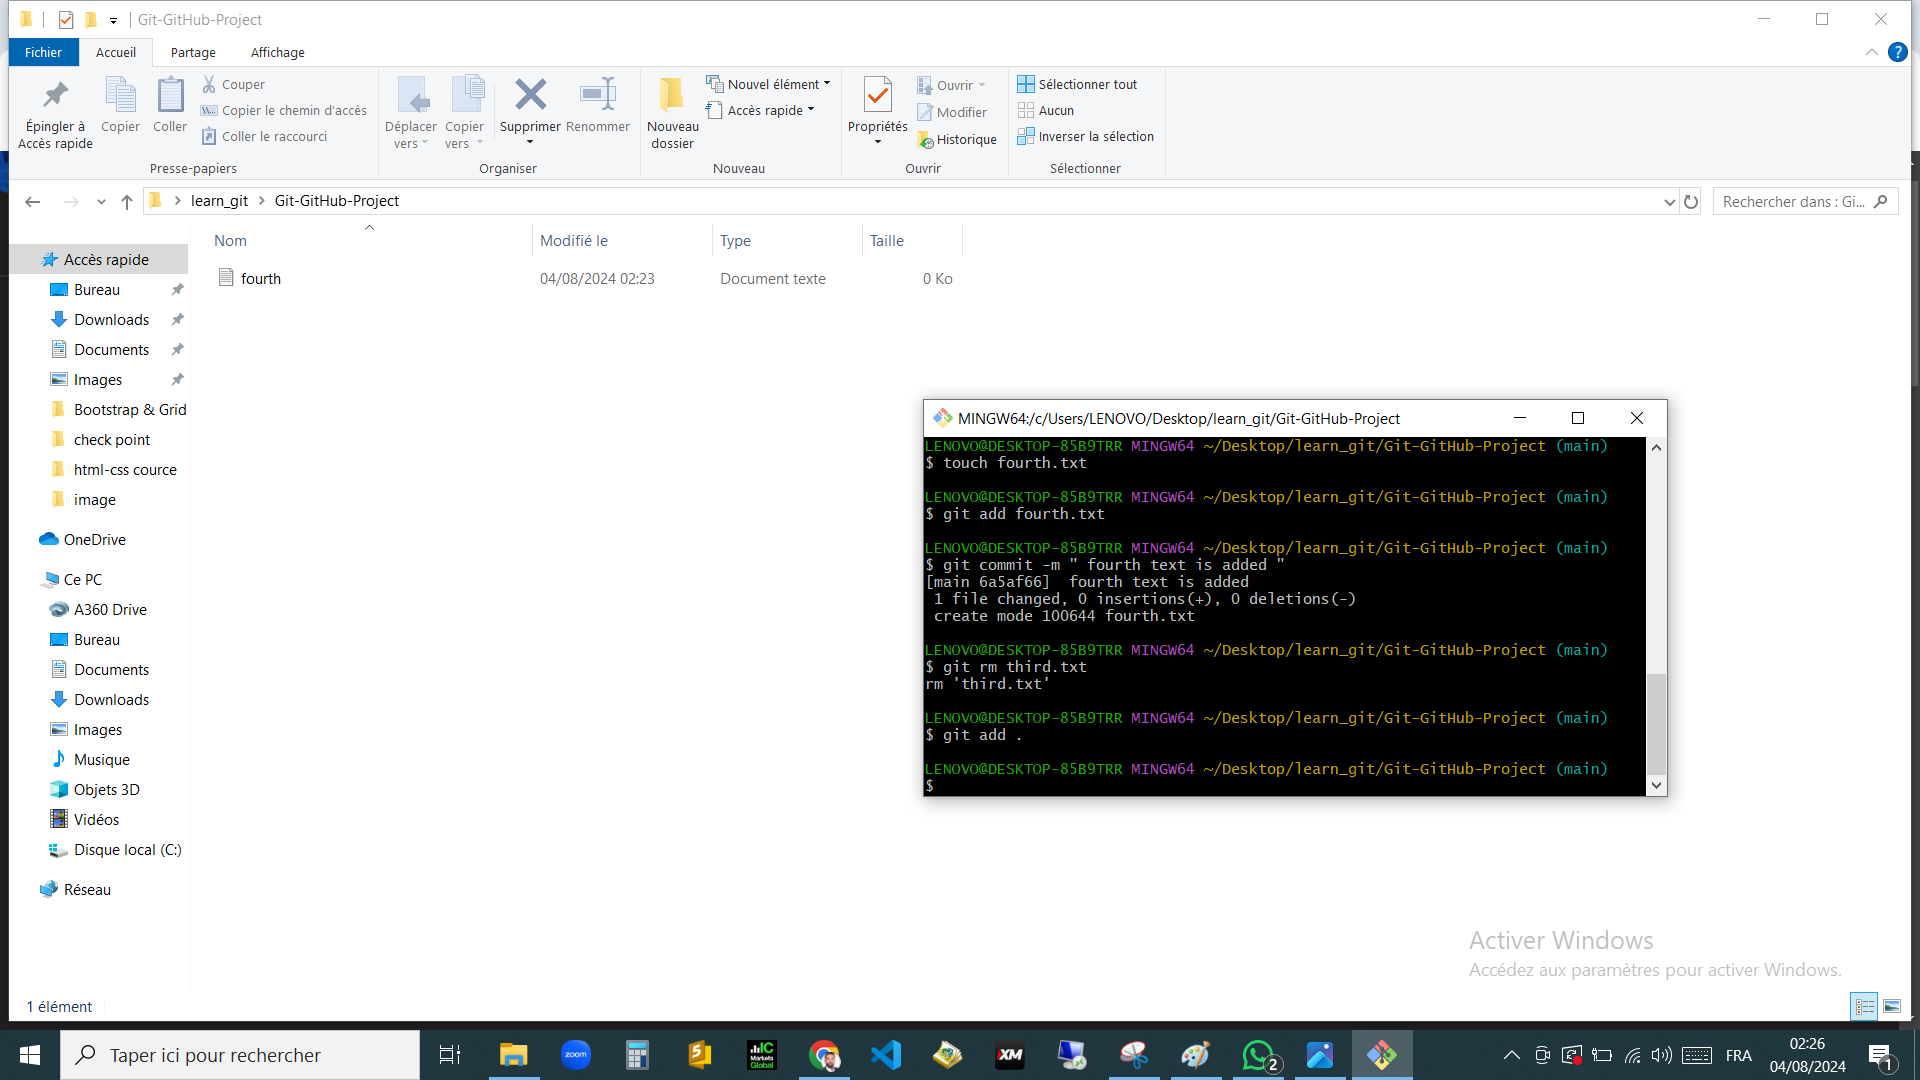 Git-GitHub-Project
Fichier
Accueil
Partage
Affichage
Épingler à
Accès rapide
Copier
Coller
Couper
Copier le chemin d'accès
Coller le raccourci
Presse-papiers
Déplacer
vers
Copier
vers
Supprimer
Renommer
Organiser
Nouveau
dossier
Nouvel élément
Accès rapide
Nouveau
Propriétés
Ouvrir
Modifier
Historique
Ouvrir
Sélectionner tout
Aucun
Inverser la sélection
Sélectionner
learn_git > Git-GitHub-Project
Rechercher dans : Gi...
Nom
Modifié le
Type
Taille
fourth
04/08/2024 02:23
Document texte
0 Ko
Accès rapide
Bureau
Downloads
Documents
Images
Bootstrap & Grid
check point
html-css cource
image
OneDrive
Ce PC
A360 Drive
Bureau
Documents
Downloads
Images
Musique
Objets 3D
Vidéos
Disque local (C:)
Réseau
MINGW64:/c/Users/LENOVO/Desktop/learn_git/Git-GitHub-Project
LENOVO@DESKTOP-85B9TRR MINGW64 ~/Desktop/learn_git/Git-GitHub-Project (main)
$ touch fourth.txt
LENOVO@DESKTOP-85B9TRR MINGW64 ~/Desktop/learn_git/Git-GitHub-Project (main)
$ git add fourth.txt
LENOVO@DESKTOP-85B9TRR MINGW64 ~/Desktop/learn_git/Git-GitHub-Project (main)
$ git commit -m " fourth text is added "
[main 6a5af66]  fourth text is added
1 file changed, 0 insertions(+), 0 deletions(-)
create mode 100644 fourth.txt
LENOVO@DESKTOP-85B9TRR MINGW64 ~/Desktop/learn_git/Git-GitHub-Project (main)
$ git rm third.txt
rm 'third.txt'
LENOVO@DESKTOP-85B9TRR MINGW64 ~/Desktop/learn_git/Git-GitHub-Project (main)
$ git add .
LENOVO@DESKTOP-85B9TRR MINGW64 ~/Desktop/learn_git/Git-GitHub-Project (main)
$
Activer Windows
Accédez aux paramètres pour activer Windows.
1 élément
Taper ici pour rechercher
zoom
IC
Markets
Global
XM
2
FRA
02:26
04/08/2024
1